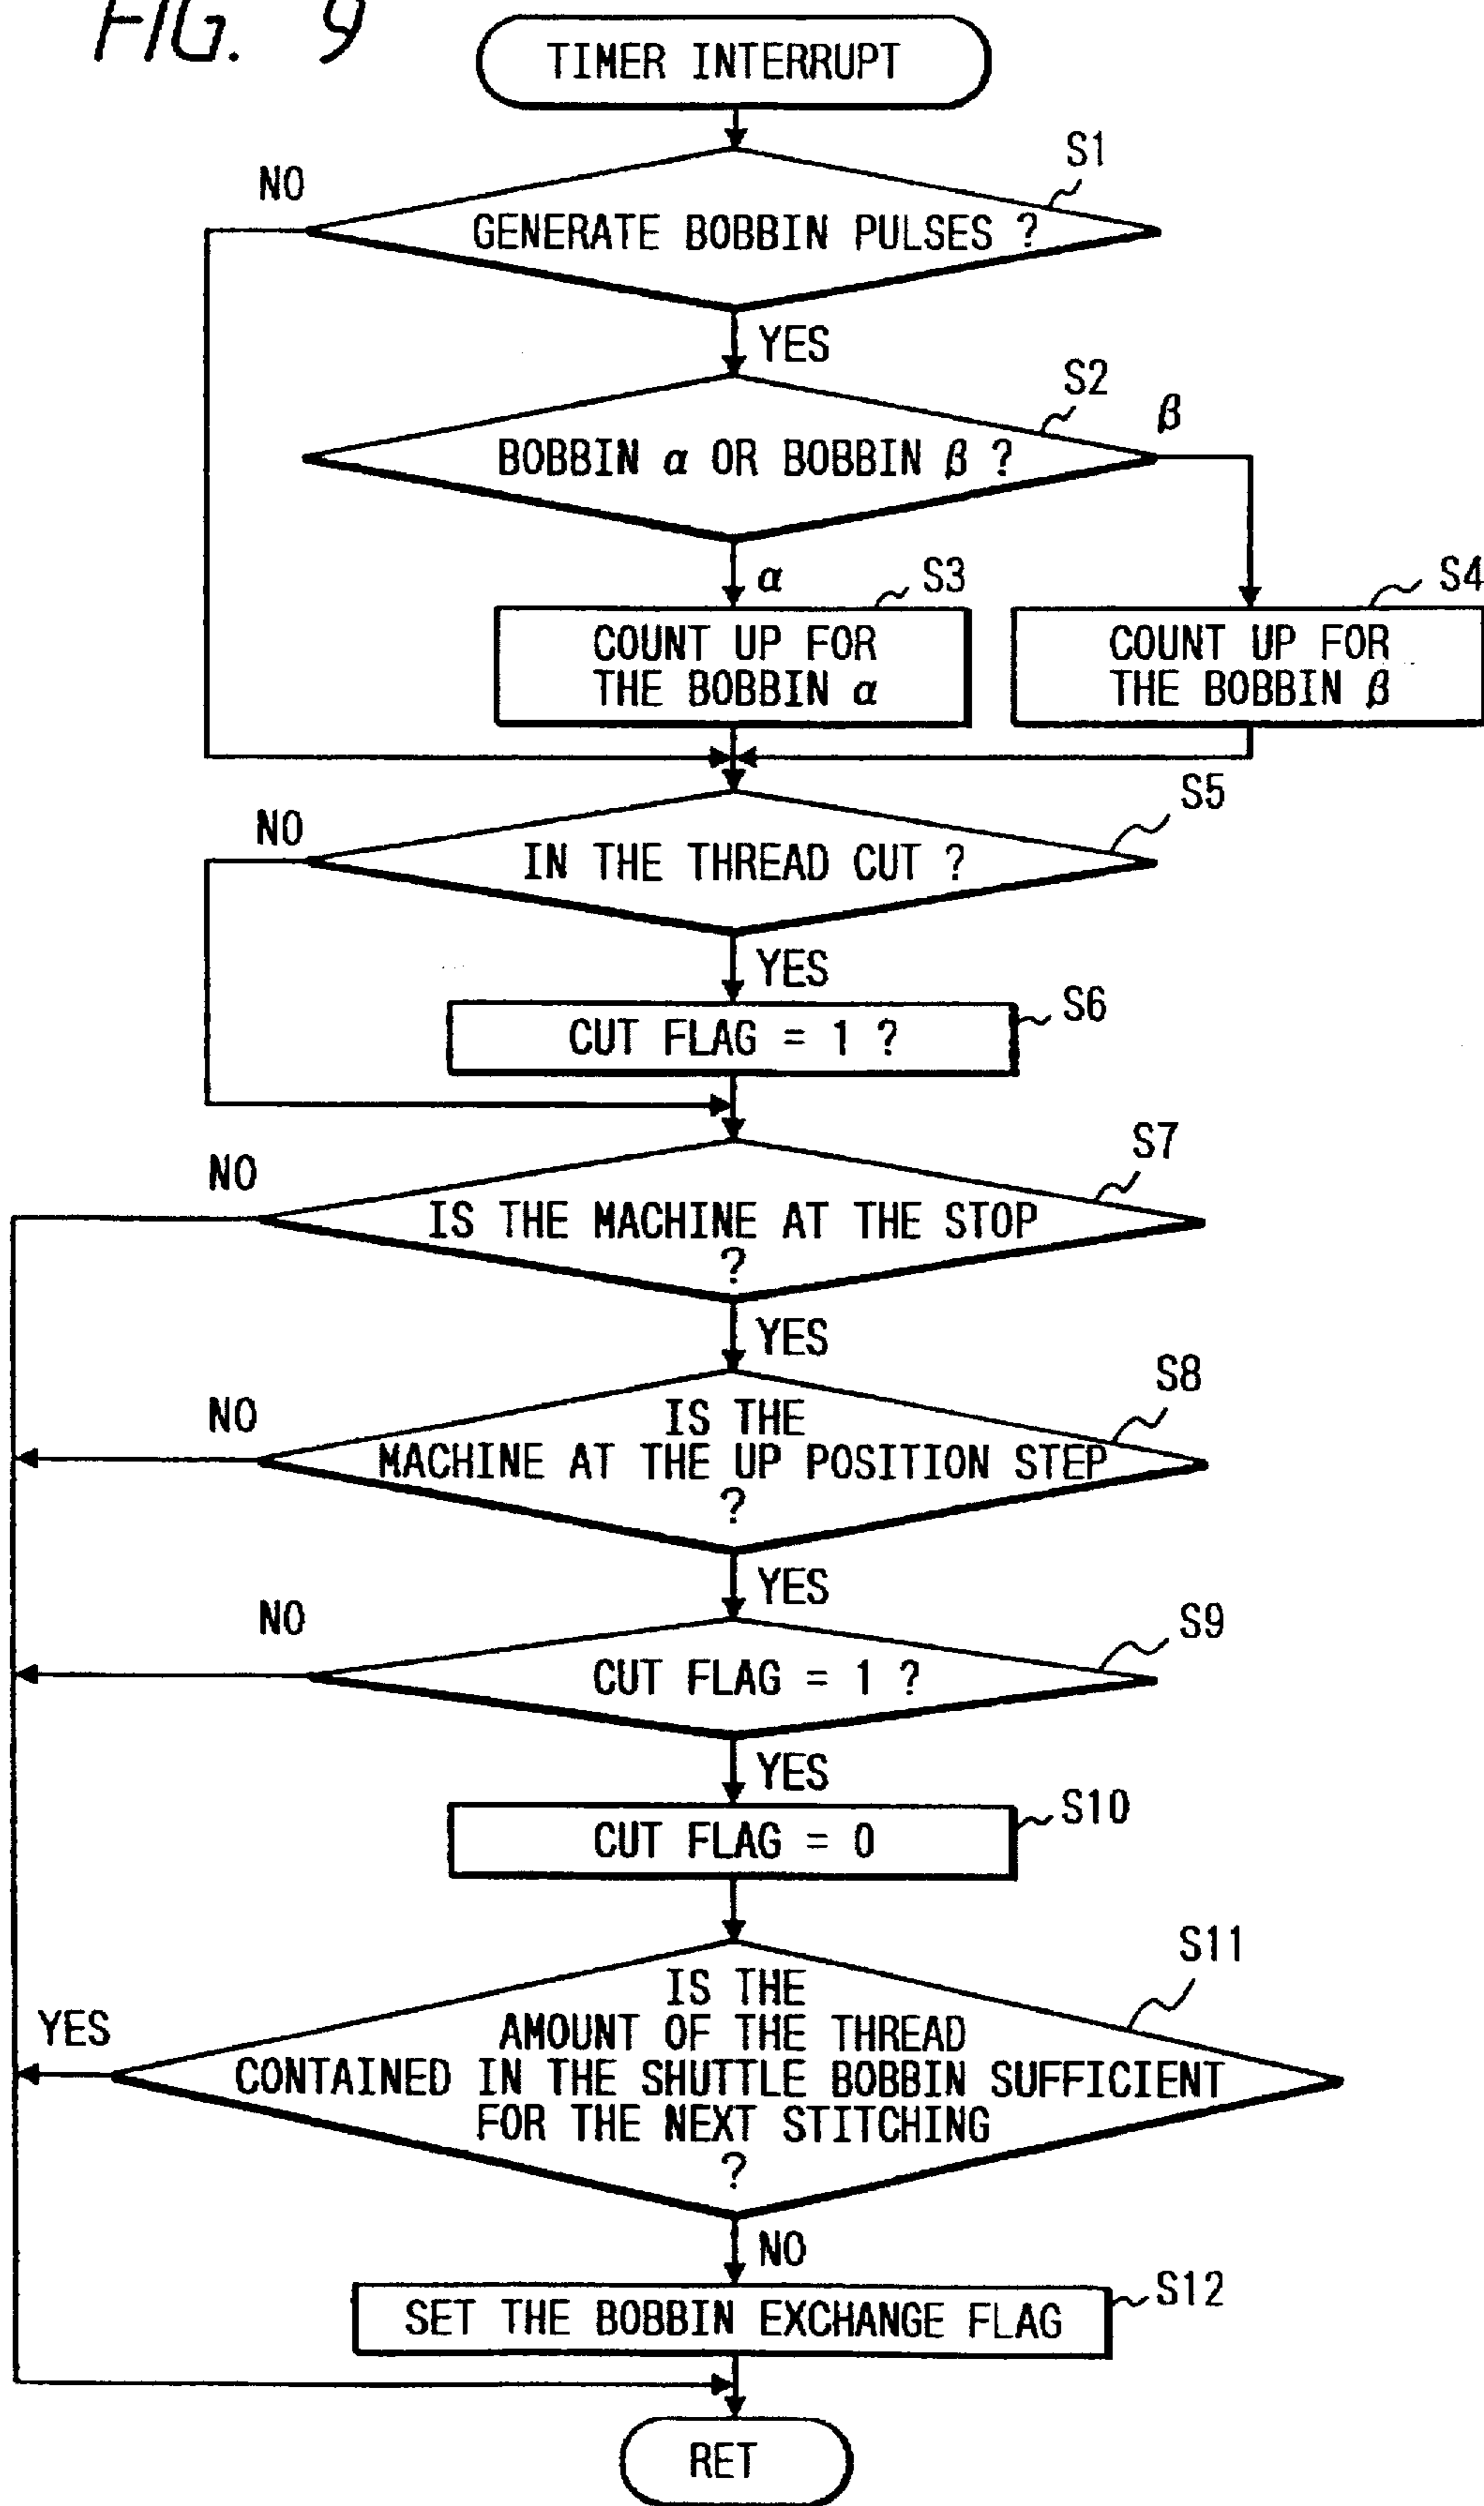 FIG. 9
TIMER INTERRUPT
S1
NO
GENERATE BOBBIN PULSES ?
YES
S2
β
BOBBIN α OR BOBBIN β ?
α
S3
S4
COUNT UP FOR
THE BOBBIN α
COUNT UP FOR
THE BOBBIN β
S5
NO
IN THE THREAD CUT ?
YES
S6
CUT FLAG = 1 ?
S7
NO
IS THE MACHINE AT THE STOP
?
YES
S8
NO
IS THE
MACHINE AT THE UP POSITION STEP
?
YES
S9
NO
CUT FLAG = 1 ?
YES
S10
CUT FLAG = 0
S11
YES
IS THE
AMOUNT OF THE THREAD
CONTAINED IN THE SHUTTLE BOBBIN SUFFICIENT
FOR THE NEXT STITCHING
?
NO
S12
SET THE BOBBIN EXCHANGE FLAG
RET